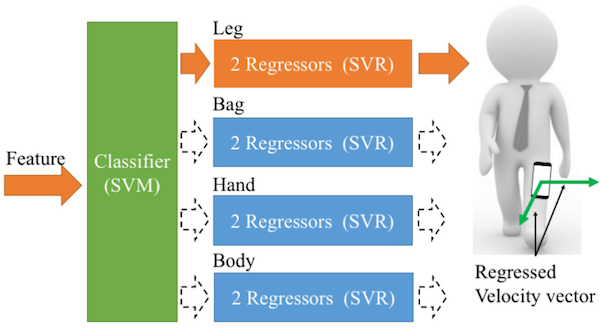 Leg
2 Regressors (SVR)
Bag
2 Regressors (SVR)
Feature
Classifier
(SVM)
Hand
2 Regressors (SVR)
Body
2 Regressors (SVR)
Regressed
Velocity vector